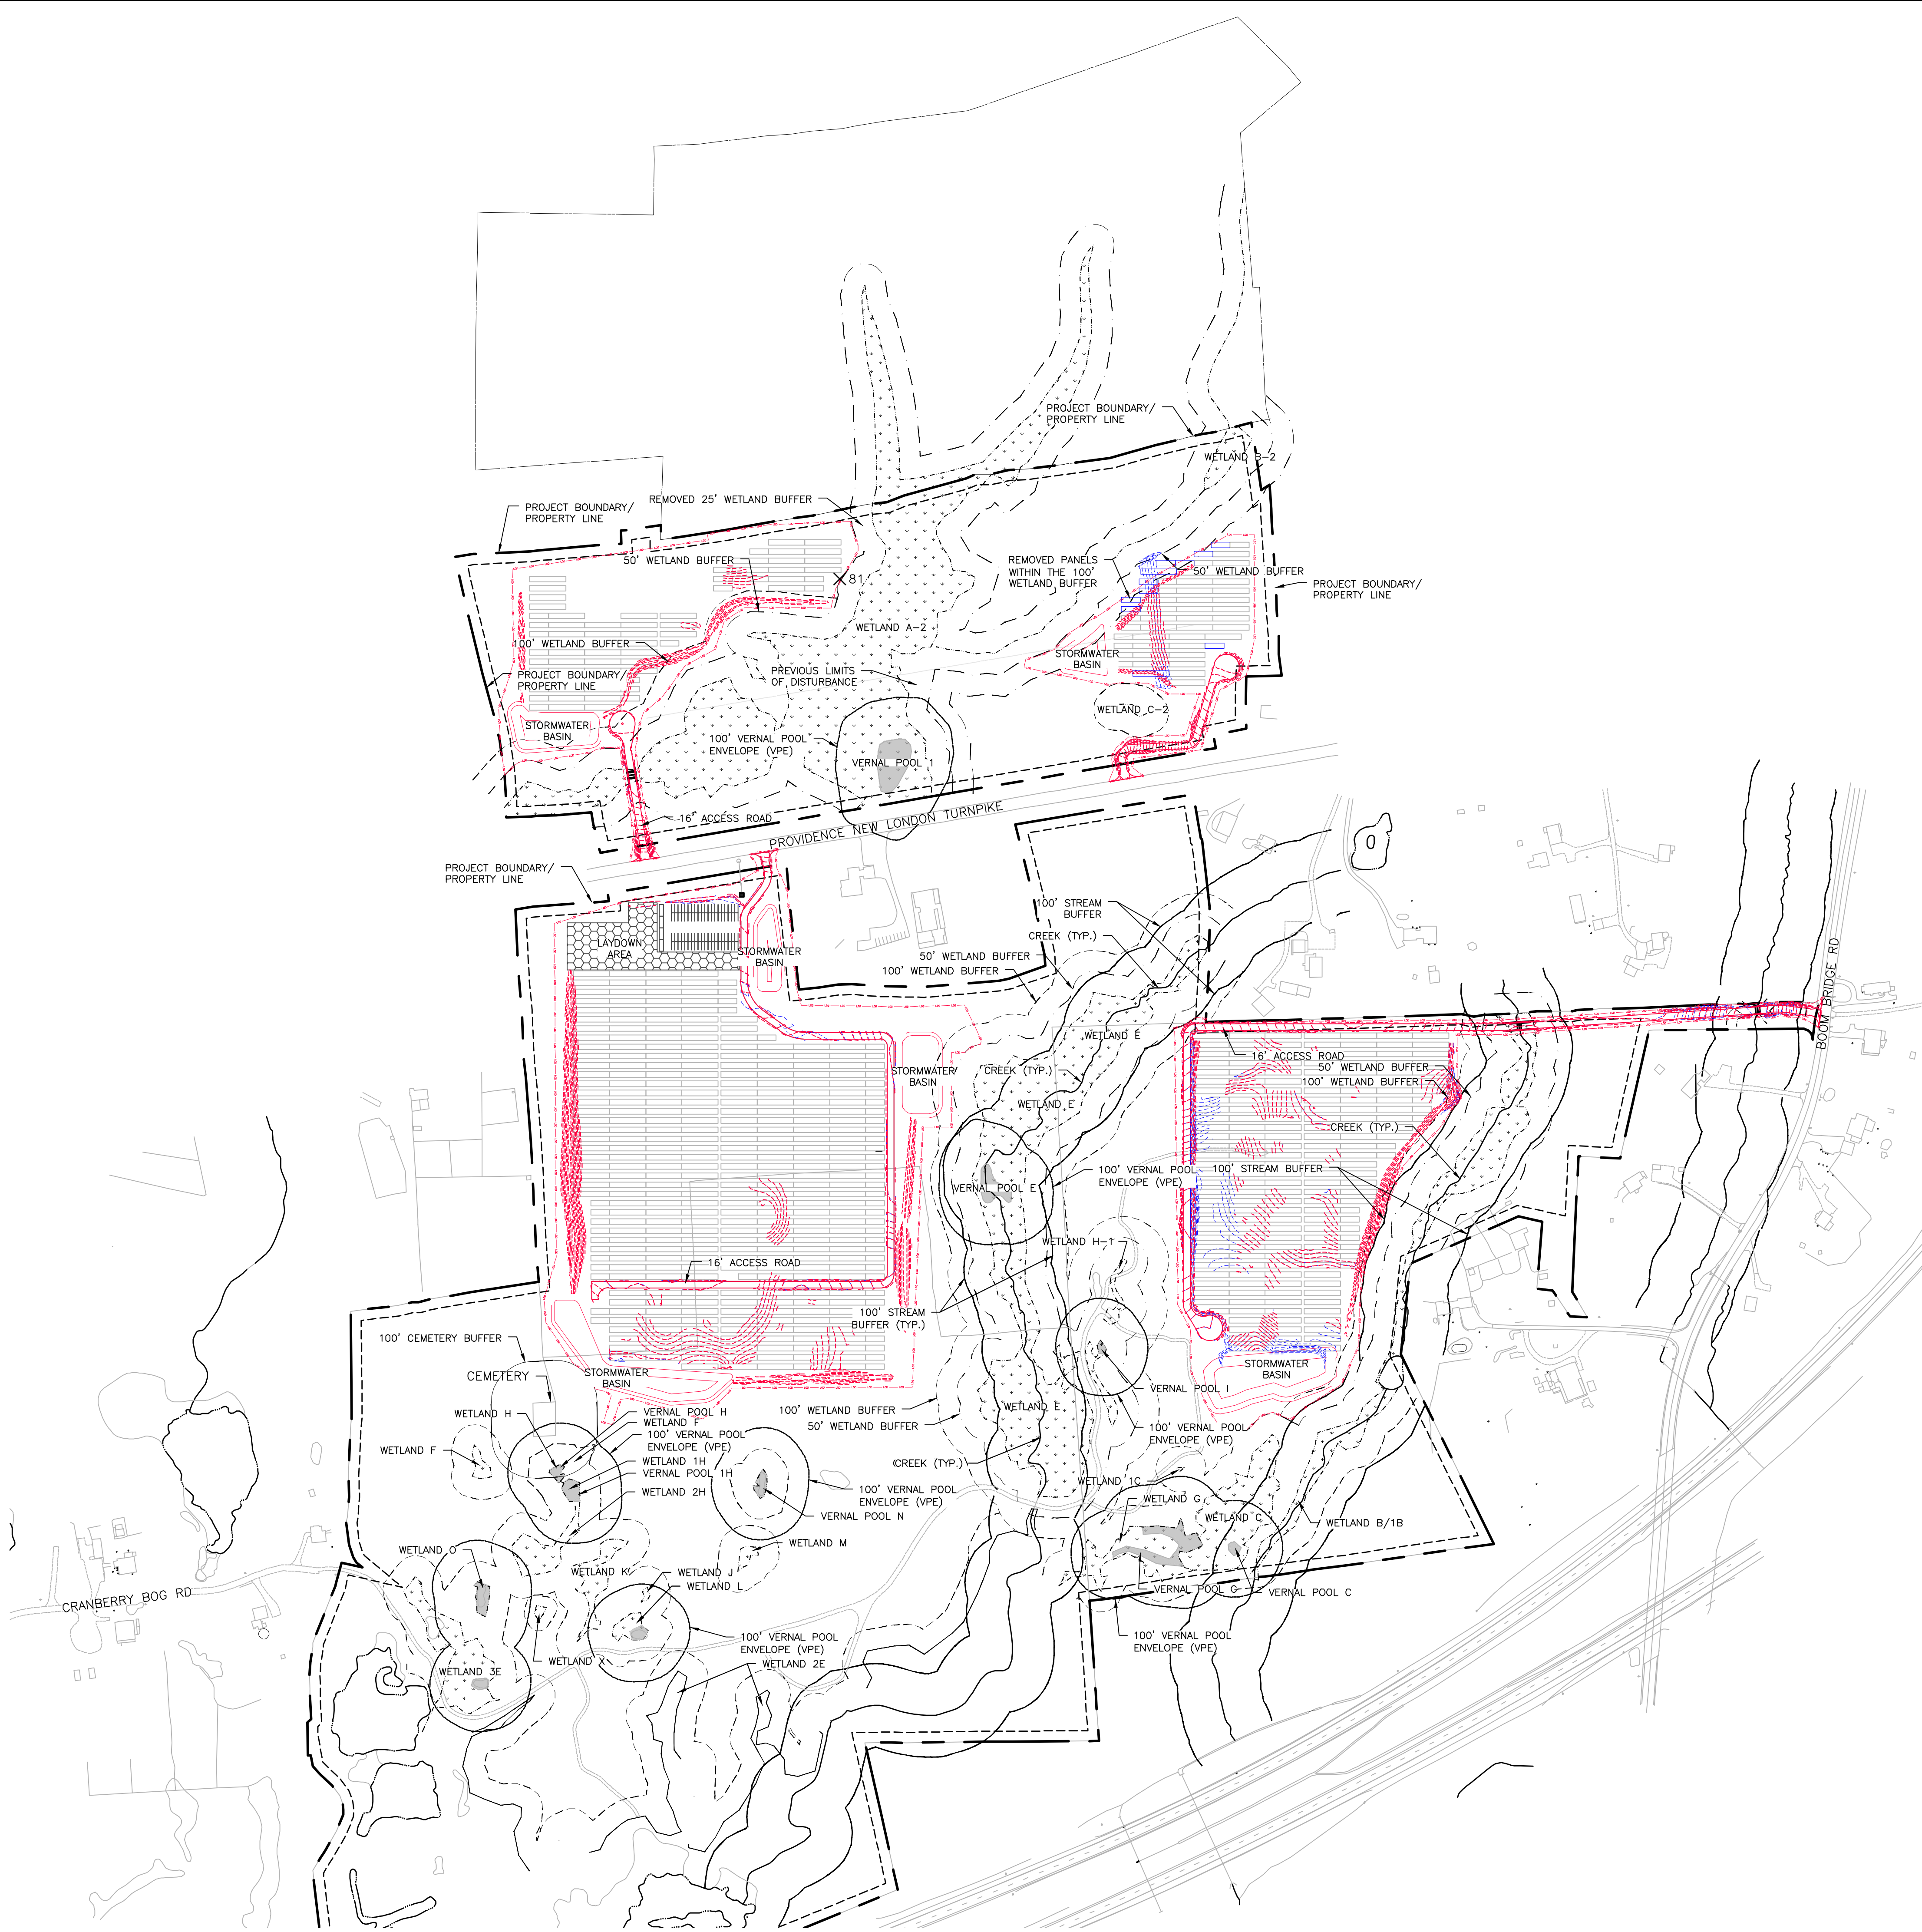 PROJECT BOUNDARY/
PROPERTY LINE
WETLAND B-2
REMOVED 25' WETLAND BUFFER
PROJECT BOUNDARY/
PROPERTY LINE
50' WETLAND BUFFER
81
REMOVED PANELS
WITHIN THE 100'
WETLAND BUFFER
50' WETLAND BUFFER
PROJECT BOUNDARY/
PROPERTY LINE
WETLAND A-2
100' WETLAND BUFFER
STORMWATER
BASIN
PROJECT BOUNDARY/
PROPERTY LINE
PREVIOUS LIMITS
OF DISTURBANCE
WETLAND C-2
STORMWATER
BASIN
100' VERNAL POOL
ENVELOPE (VPE)
VERNAL POOL 1
16' ACCESS ROAD
PROVIDENCE NEW LONDON TURNPIKE
PROJECT BOUNDARY/
PROPERTY LINE
100' STREAM
BUFFER
CREEK (TYP.)
LAYDOWN
AREA
STORMWATER
BASIN
50' WETLAND BUFFER
100' WETLAND BUFFER
BOOM BRIDGE RD
WETLAND E
16' ACCESS ROAD
50' WETLAND BUFFER
100' WETLAND BUFFER
STORMWATER
BASIN
CREEK (TYP.)
WETLAND E
CREEK (TYP.)
100' VERNAL POOL
ENVELOPE (VPE)
100' STREAM BUFFER
VERNAL POOL E
WETLAND H-1
16' ACCESS ROAD
100' STREAM
BUFFER (TYP.)
100' CEMETERY BUFFER
CEMETERY
STORMWATER
BASIN
STORMWATER
BASIN
VERNAL POOL I
WETLAND H
VERNAL POOL H
WETLAND F
100' VERNAL POOL
ENVELOPE (VPE)
100' WETLAND BUFFER
50' WETLAND BUFFER
WETLAND E
100' VERNAL POOL
ENVELOPE (VPE)
WETLAND F
WETLAND 1H
VERNAL POOL 1H
WETLAND 2H
CREEK (TYP.)
WETLAND 1C
100' VERNAL POOL
ENVELOPE (VPE)
WETLAND G
VERNAL POOL N
WETLAND C
WETLAND B/1B
WETLAND M
WETLAND O
WETLAND K
WETLAND J
WETLAND L
VERNAL POOL G
VERNAL POOL C
CRANBERRY BOG RD
100' VERNAL POOL
ENVELOPE (VPE)
100' VERNAL POOL
ENVELOPE (VPE)
WETLAND X
WETLAND 2E
WETLAND 3E